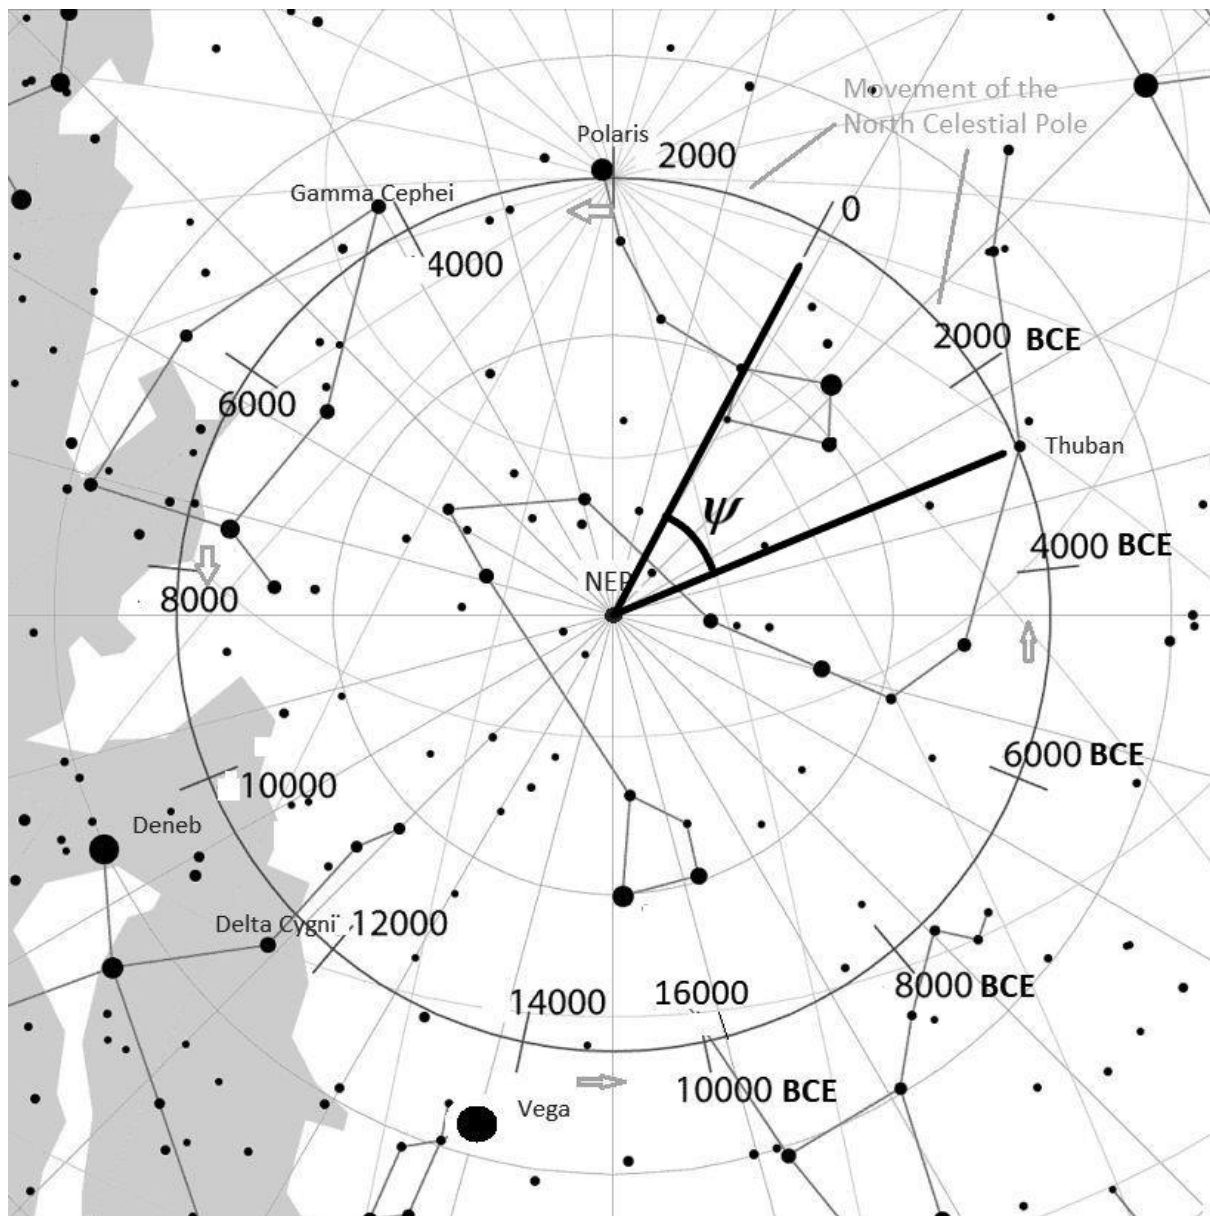 Movement of the
North Celestial Pole
Polaris
2000
Gamma Cephei
0
4000
2000 BCE
6000
Thuban
ψ
4000 BCE
NEP
8000
6000 BCE
10000
Deneb
Delta Cygni
12000
8000 BCE
14000
16000
10000 BCE
Vega